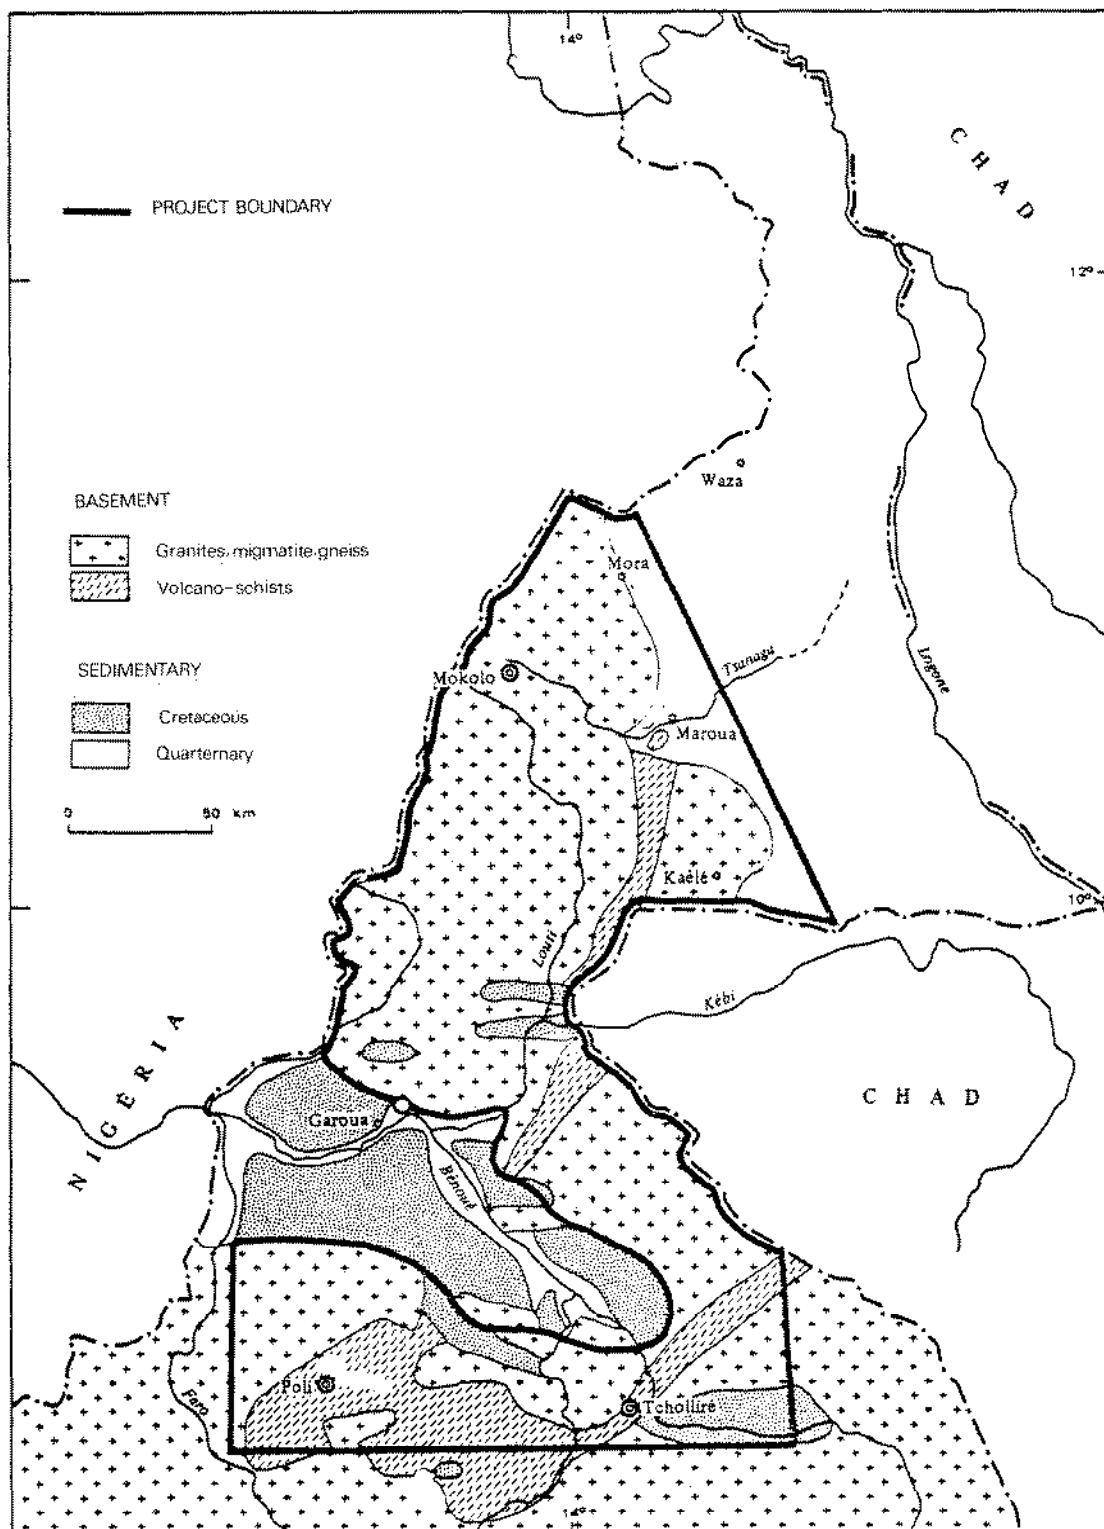 14°
CHAD
PROJECT BOUNDARY
12°
Waza
BASEMENT
Granites, migmatite, gneiss
Volcano-schists
Mora
SEDIMENTARY
Mokolo
Tsanaga
Logone
Cretaceous
Maroua
Quarternary
0 50 km
Kaélé
10°
Louti
Kébi
NIGERIA
CHAD
Garoua
Bénoué
Poli
Faro
Tcholliré
14°